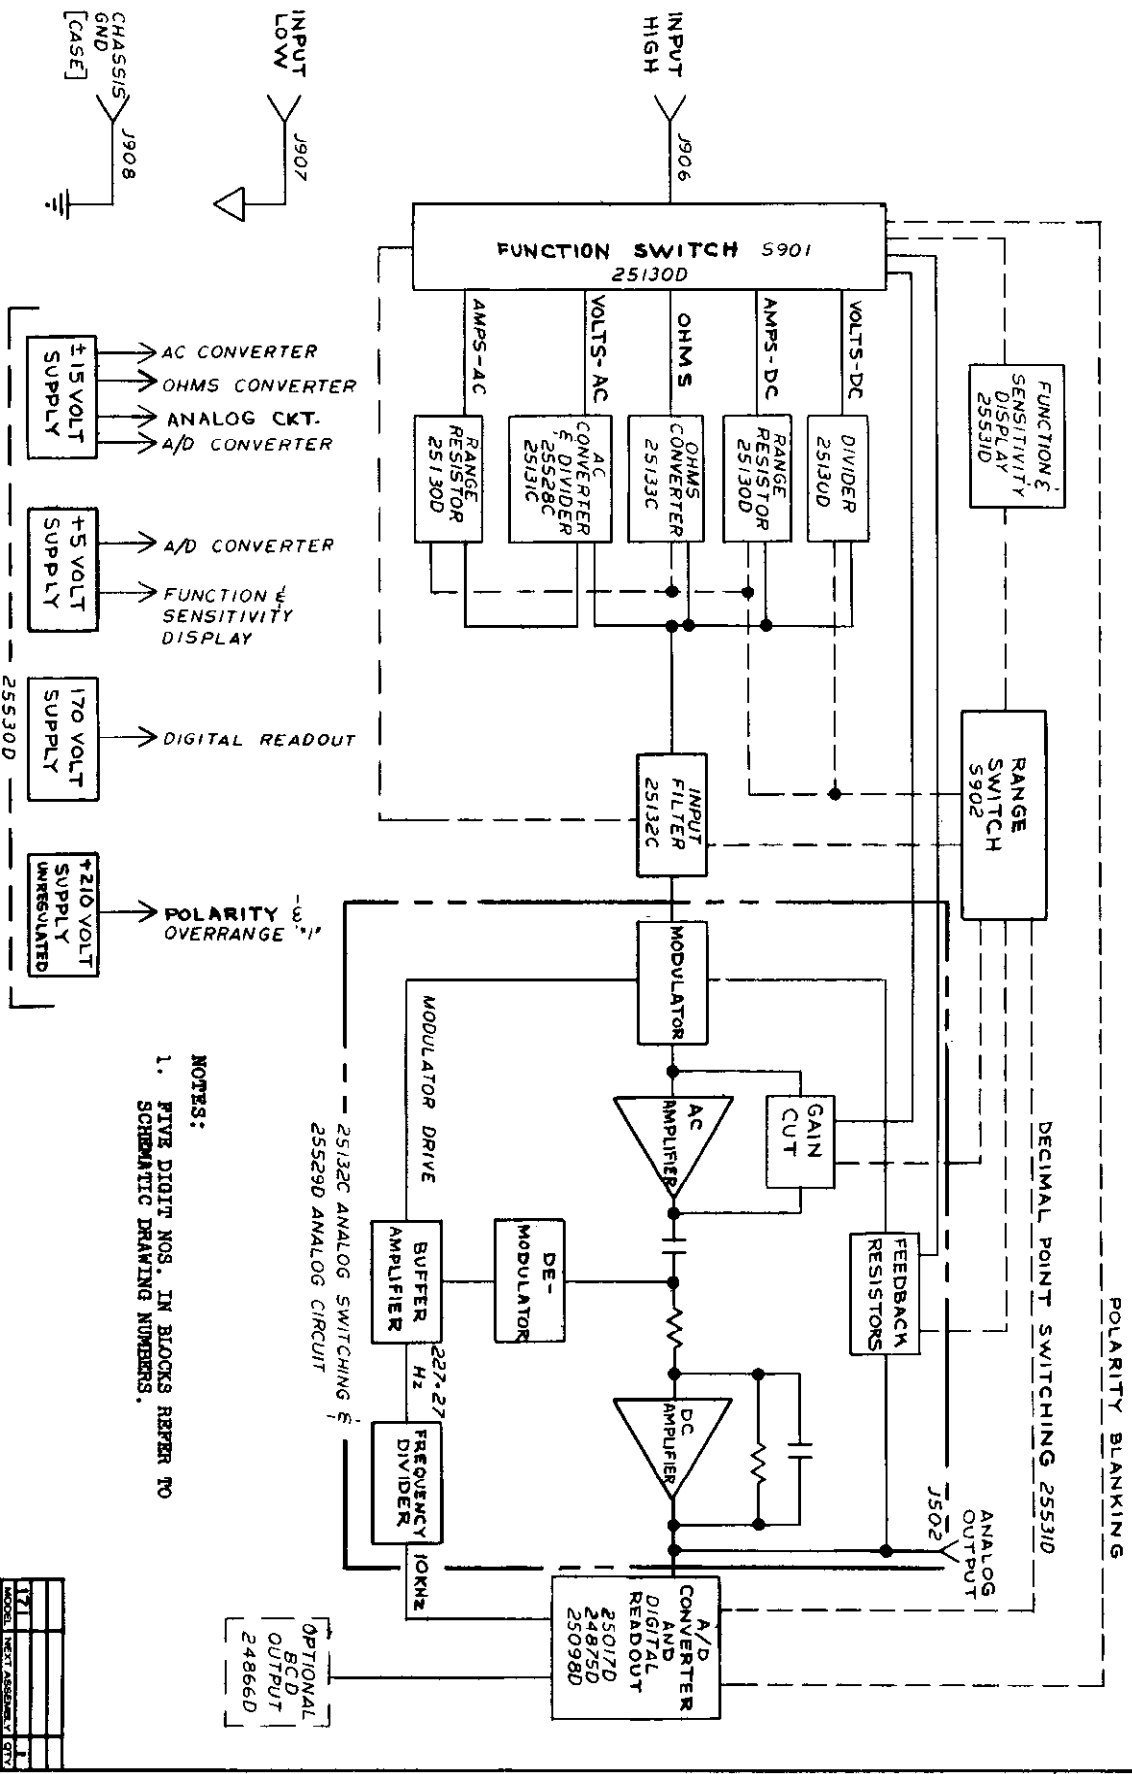 POLARITY BLANKING
DECIMAL POINT SWITCHING 25531D
FUNCTION &
SENSITIVITY
DISPLAY
25531D
RANGE
SWITCH
S902
ANALOG
OUTPUT
J502
INPUT
HIGH
J906
FUNCTION SWITCH S901
25130D
VOLTS-DC
AMPS-DC
OHMS
VOLTS-AC
AMPS-AC
DIVIDER
25130D
RANGE
RESISTOR
25130D
OHMS
CONVERTER
25133C
AC
CONVERTER
& DIVIDER
25528C
25131C
RANGE
RESISTOR
25130D
INPUT
FILTER
25132C
MODULATOR
GAIN
CUT
AC
AMPLIFIER
FEEDBACK
RESISTORS
DC
AMPLIFIER
DE-
MODULATOR
MODULATOR DRIVE
BUFFER
AMPLIFIER
227.27
Hz
FREQUENCY
DIVIDER
10KHz
25132C ANALOG SWITCHING &
25529D ANALOG CIRCUIT
A/D
CONVERTER
AND
DIGITAL
READOUT
25017D
24875D
25098D
OPTIONAL
BCD
OUTPUT
24866D
INPUT
LOW
J907
CHASSIS
GND
[CASE]
J908
±15 VOLT
SUPPLY
AC CONVERTER
OHMS CONVERTER
ANALOG CKT.
A/D CONVERTER
+5 VOLT
SUPPLY
A/D CONVERTER
FUNCTION &
SENSITIVITY
DISPLAY
170 VOLT
SUPPLY
DIGITAL READOUT
+210 VOLT
SUPPLY
UNREGULATED
POLARITY &
OVERRANGE "1"
25530D
NOTES:
1. FIVE DIGIT NOS. IN BLOCKS REFER TO
SCHEMATIC DRAWING NUMBERS.
171 1
MODEL NEXT ASSEMBLY QTY